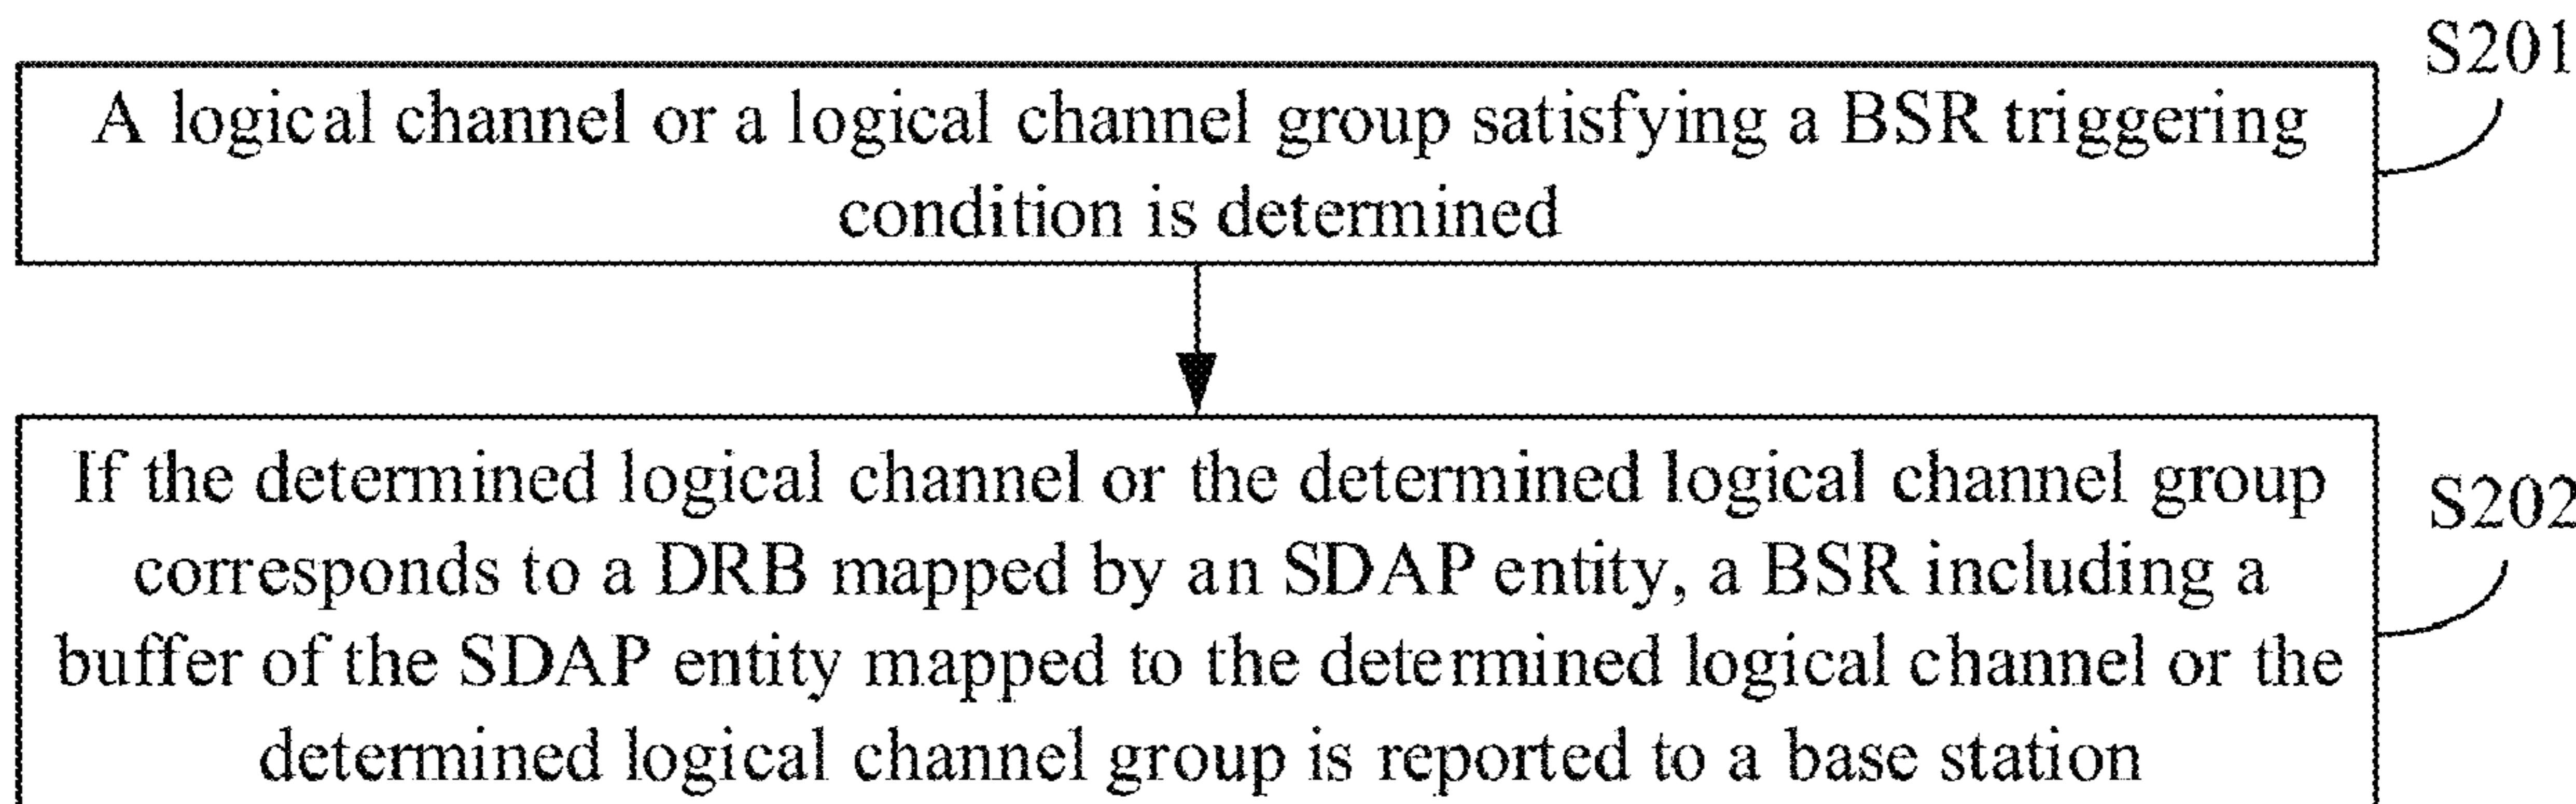 S201
A logical channel or a logical channel group satisfying a BSR triggering
condition is determined
If the determined logical channel or the determined logical channel group
S202
corresponds to a DRB mapped by an SDAP entity, a BSR including a
buffer of the SDAP entity mapped to the determined logical channel or the
determined logical channel group is reported to a base station